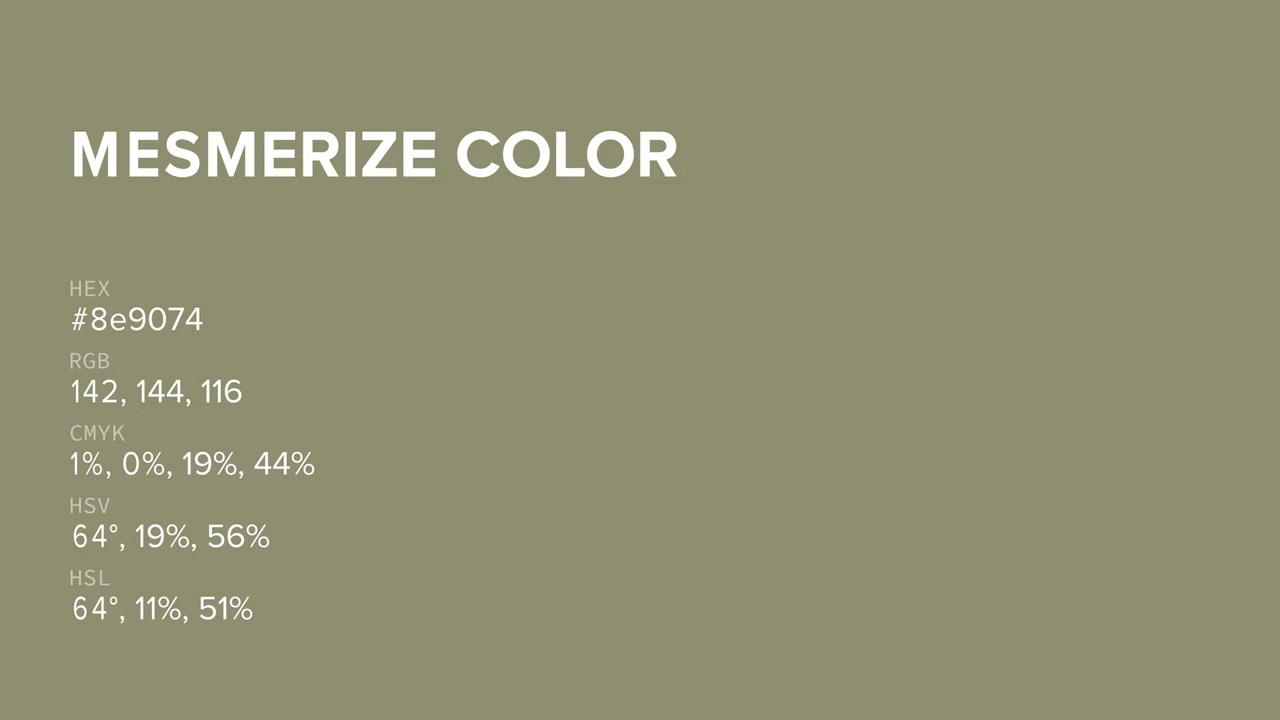 MESMERIZE COLOR
HEX
#8e9074
RGB
142, 144, 116
CMYK
1%, 0%, 19%, 44%
HSV
64°, 19%, 56%
HSL
64°, 11%, 51%